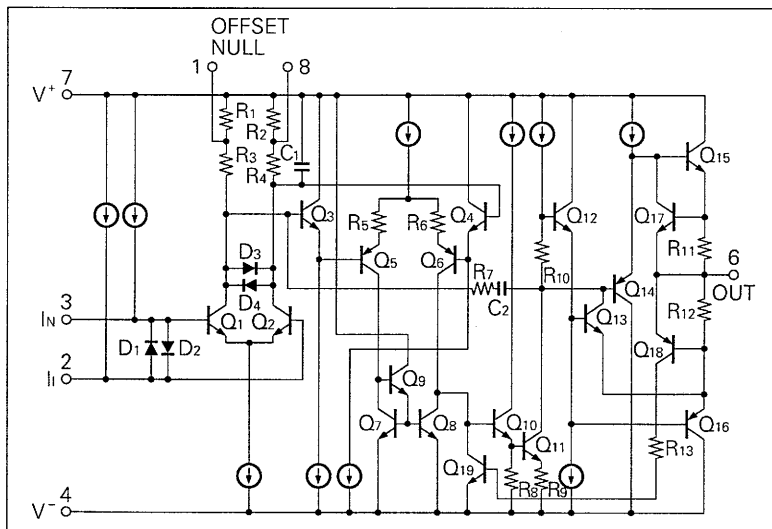 OFFSET
NULL
1 8
7
V+
R1
R2
R3
C1
R4
Q3
R5
R6
Q4
Q12
Q15
Q17
R11
6
OUT
D3
D4
Q5
Q6
R7
C2
R10
Q13
Q14
R12
3
IN
Q1
Q2
D1
D2
2
II
Q18
Q9
Q7
Q8
Q10
Q11
Q16
R13
Q19
R8
R9
4
V-